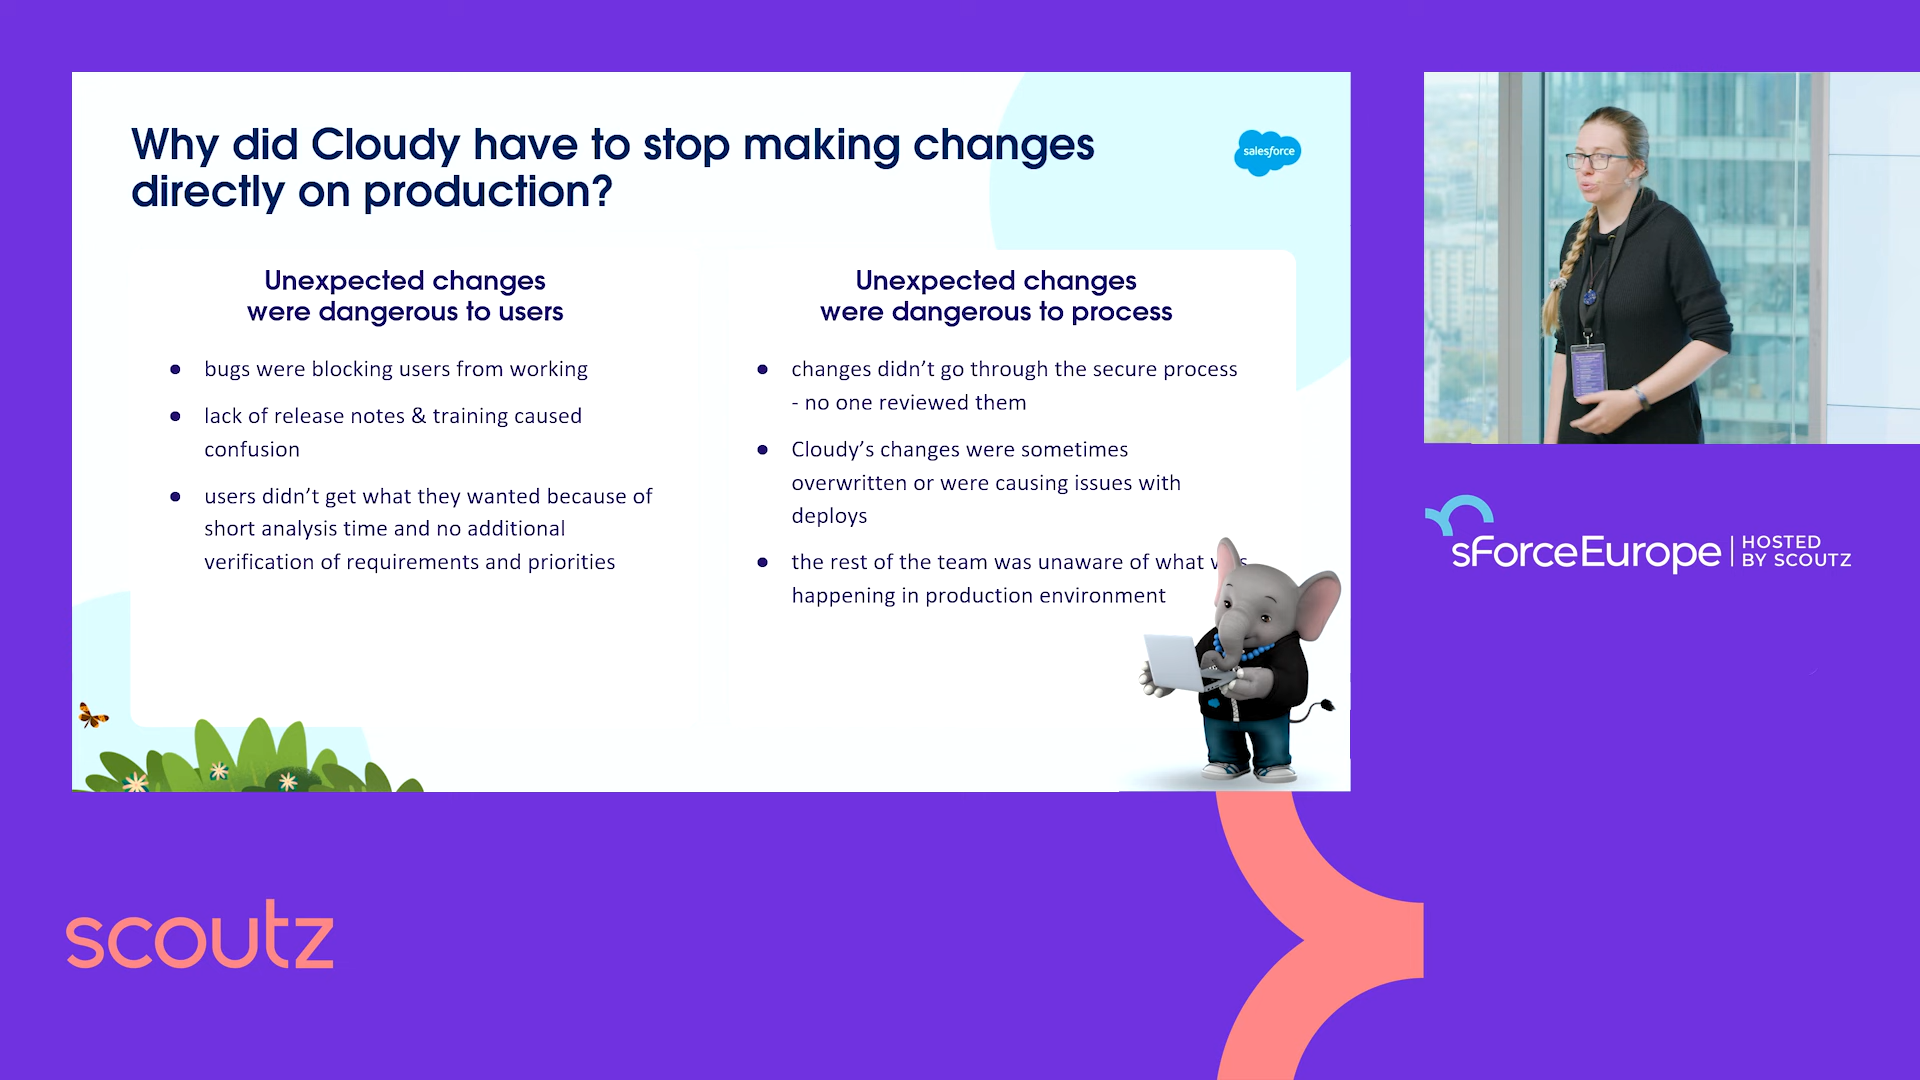 Why did Cloudy have to stop making changes
directly on production?
salesforce
Unexpected changes
were dangerous to users
● bugs were blocking users from working
● lack of release notes & training caused
confusion
● users didn’t get what they wanted because of
short analysis time and no additional
verification of requirements and priorities
Unexpected changes
were dangerous to process
● changes didn’t go through the secure process
- no one reviewed them
● Cloudy’s changes were sometimes
overwritten or were causing issues with
deploys
● the rest of the team was unaware of what
happening in production environment
sForceEurope
HOSTED
BY SCOUTZ
scoutz